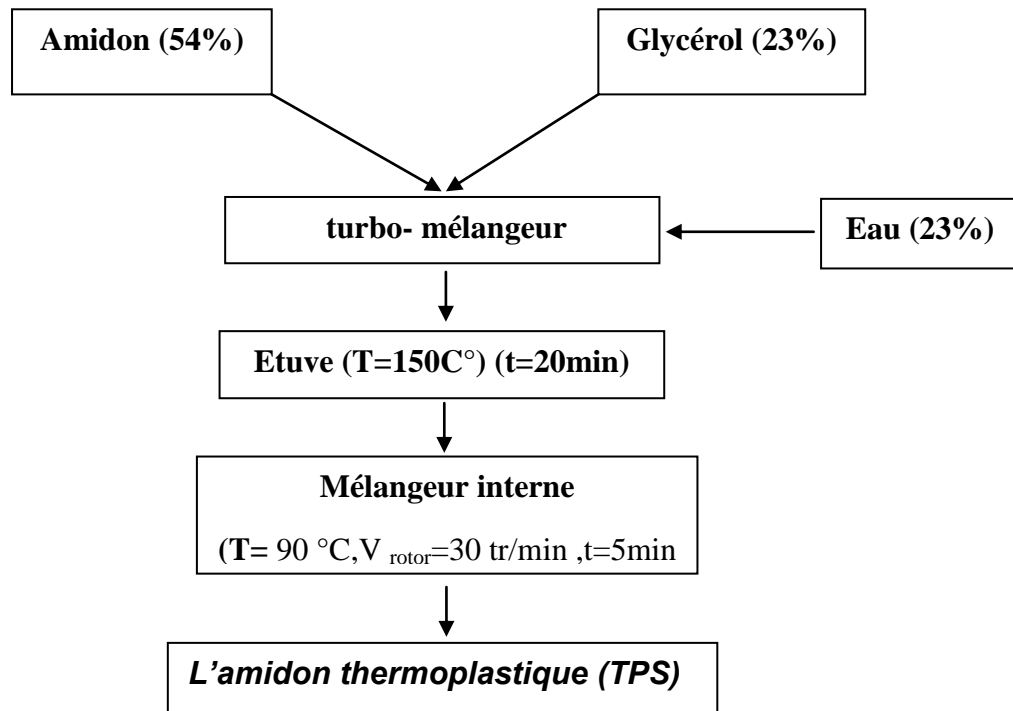 Amidon (54%)
Glycérol (23%)
turbo- mélangeur
Eau (23%)
Etuve (T=150C°) (t=20min)
Mélangeur interne
(T= 90 °C,V rotor=30 tr/min ,t=5min
L’amidon thermoplastique (TPS)